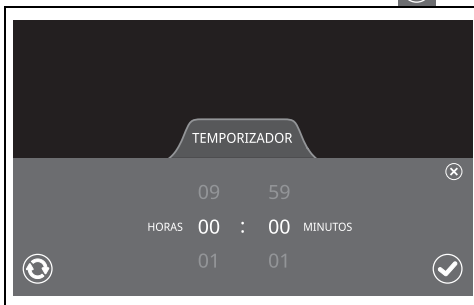 TEMPORIZADOR
09 59
HORAS 00 : 00 MINUTOS
01 01